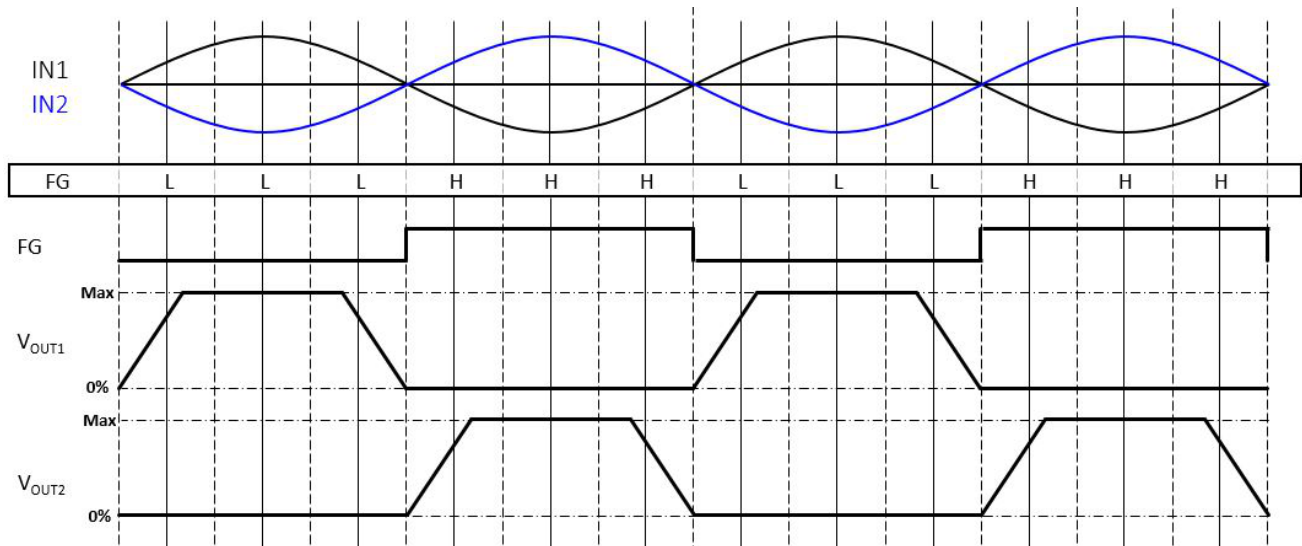 IN1
IN2
FG L L L H H H L L L H H H
FG
Max
VOUT1
0%
Max
VOUT2
0%